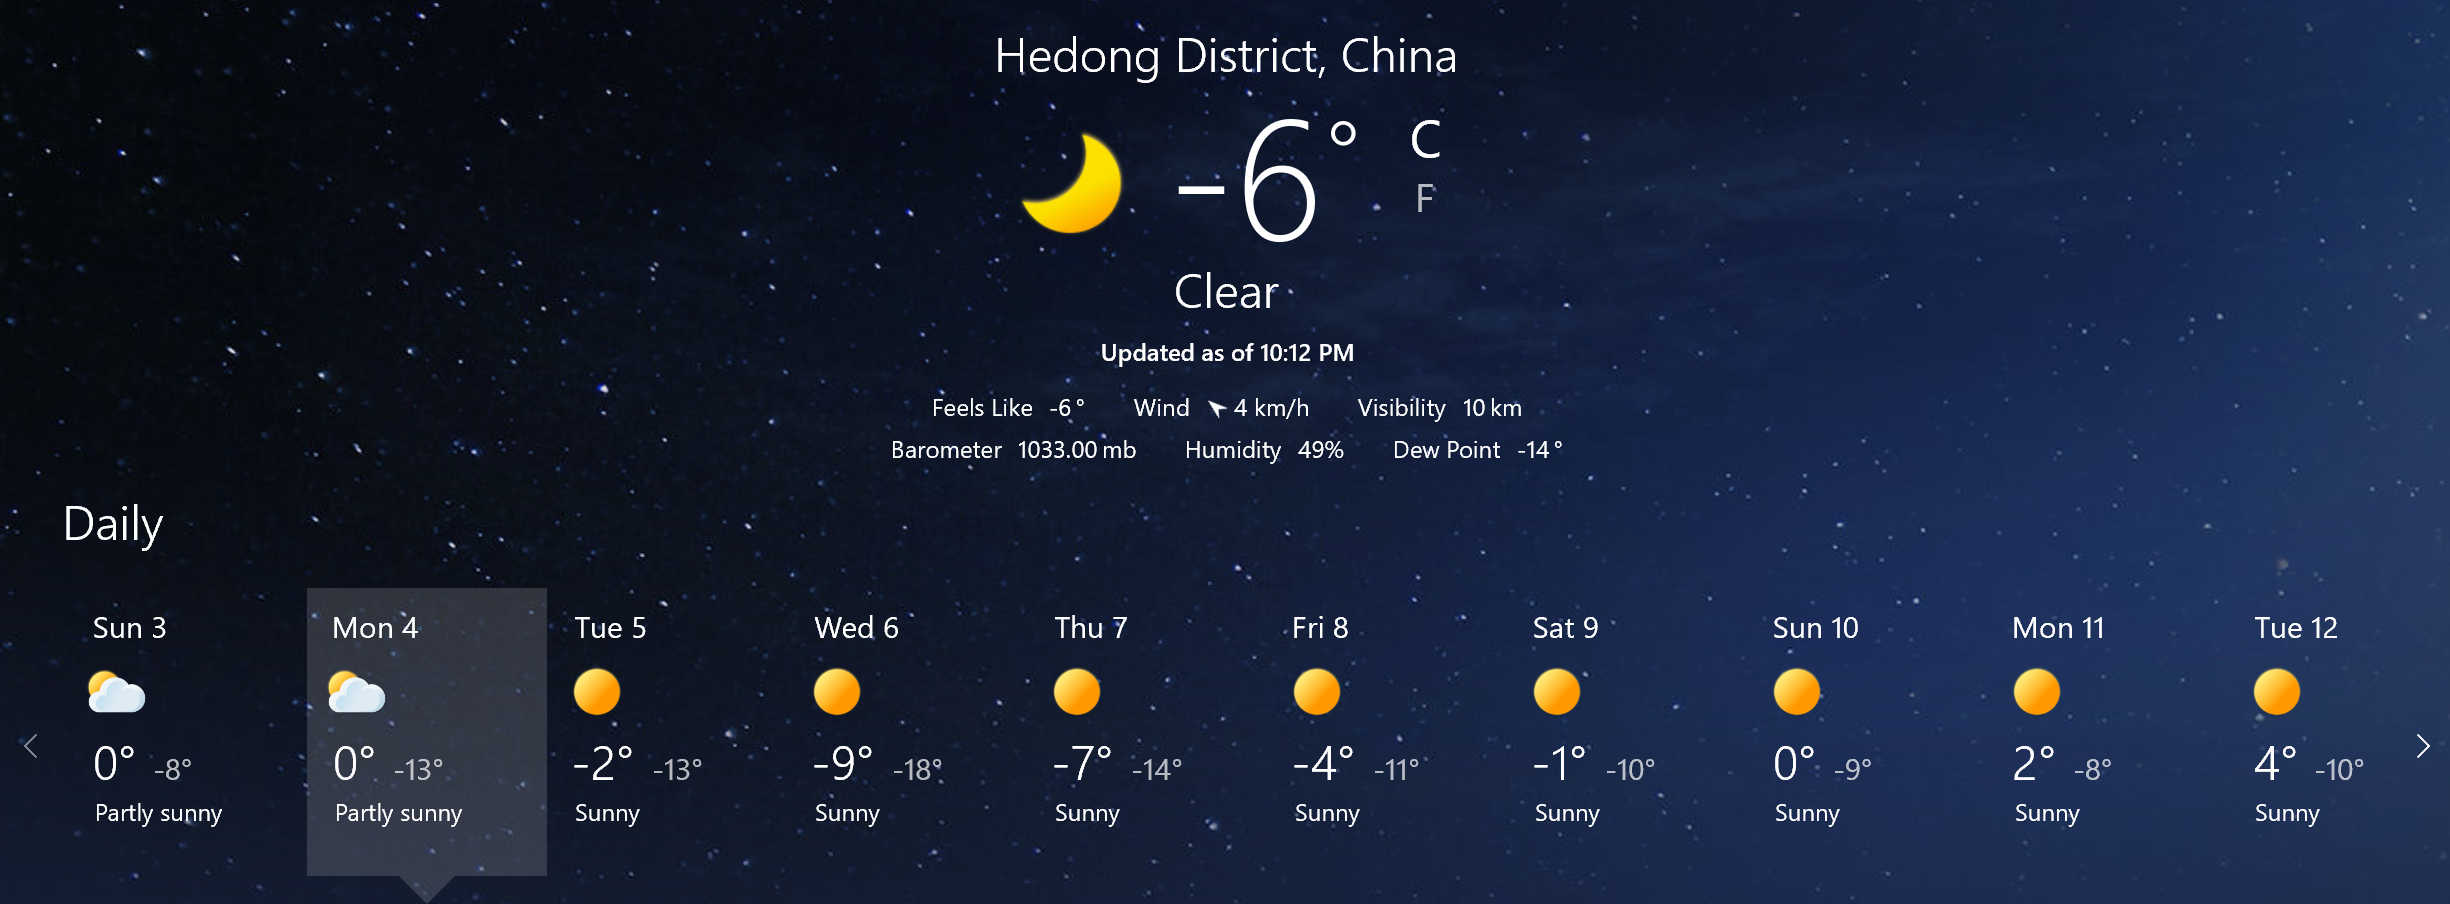 Hedong District, China
-6° C
F
Clear
Updated as of 10:12 PM
Feels Like -6° Wind 4 km/h Visibility 10 km
Barometer 1033.00 mb Humidity 49% Dew Point -14°
Daily
Sun 3 Mon 4 Tue 5 Wed 6 Thu 7 Fri 8 Sat 9 Sun 10 Mon 11 Tue 12
0° -8° 0° -13° -2° -13° -9° -18° -7° -14° -4° -11° -1° -10° 0° -9° 2° -8° 4° -10°
Partly sunny Partly sunny Sunny Sunny Sunny Sunny Sunny Sunny Sunny Sunny